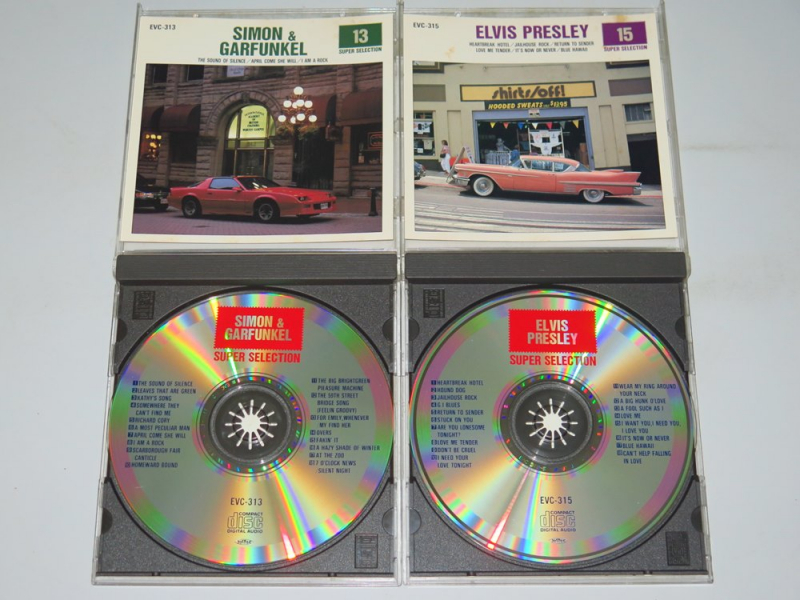 EVC-313
SIMON &
GARFUNKEL
13
SUPER SELECTION
THE SOUND OF SILENCE/APRIL COME SHE WILL/I AM A ROCK
EVC-315
ELVIS PRESLEY
15
SUPER SELECTION
HEARTBREAK HOTEL/JAILHOUSE ROCK/RETURN TO SENDER
LOVE ME TENDER/IT'S NOW OR NEVER/BLUE HAWAII
shirts/off!
HOODED SWEATS
SIMON &
GARFUNKEL
SUPER SELECTION
THE SOUND OF SILENCE
LEAVES THAT ARE GREEN
KATHY'S SONG
SOMEWHERE THEY
CAN'T FIND ME
RICHARD CORY
A MOST PECULIAR MAN
APRIL COME SHE WILL
I AM A ROCK
SCARBOROUGH FAIR
CANTICLE
HOMEWARD BOUND
THE BIG BRIGHTGREEN
PLEASURE MACHINE
THE 59TH STREET
BRIDGE SONG
(FEELIN GROOVY)
FOR EMILY, WHENEVER
MY FIND HER
OVERS
FAKIN' IT
A HAZY SHADE OF WINTER
AT THE ZOO
7 O'CLOCK NEWS
SILENT NIGHT
EVC-313
COMPACT
disc
DIGITAL AUDIO
ELVIS
PRESLEY
SUPER SELECTION
HEARTBREAK HOTEL
HOUND DOG
JAILHOUSE ROCK
G.I BLUES
RETURN TO SENDER
STUCK ON YOU
ARE YOU LONESOME
TONIGHT?
LOVE ME TENDER
DON'T BE CRUEL
I NEED YOUR
LOVE TONIGHT
WEAR MY RING AROUND
YOUR NECK
A BIG HUNK O'LOVE
A FOOL SUCH AS I
LOVE ME
I WANT YOU, I NEED YOU
I LOVE YOU
IT'S NOW OR NEVER
BLUE HAWAII
CAN'T HELP FALLING
IN LOVE
EVC-315
COMPACT
disc
DIGITAL AUDIO